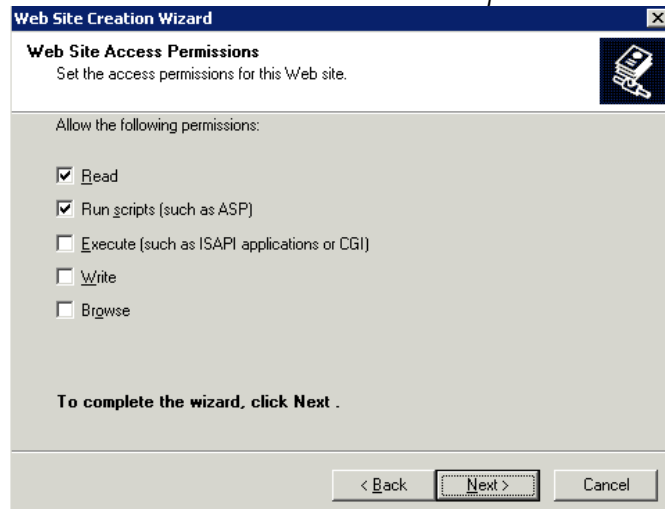 Web Site Creation Wizard
Web Site Access Permissions
Set the access permissions for this Web site.
Allow the following permissions:
Read
Run scripts (such as ASP)
Execute (such as ISAPI applications or CGI)
Write
Browse
To complete the wizard, click Next .
< Back
Next >
Cancel